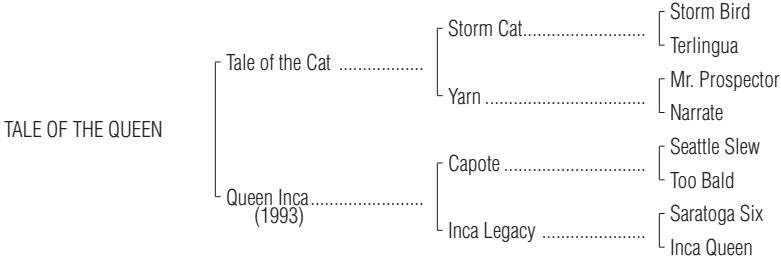 Storm Bird
Storm Cat..............................
Terlingua
Tale of the Cat ..................
Mr. Prospector
Yarn .......................................
Narrate
TALE OF THE QUEEN
Seattle Slew
Capote ...................................
Too Bald
Queen Inca........................
(1993)
Saratoga Six
Inca Legacy .........................
Inca Queen